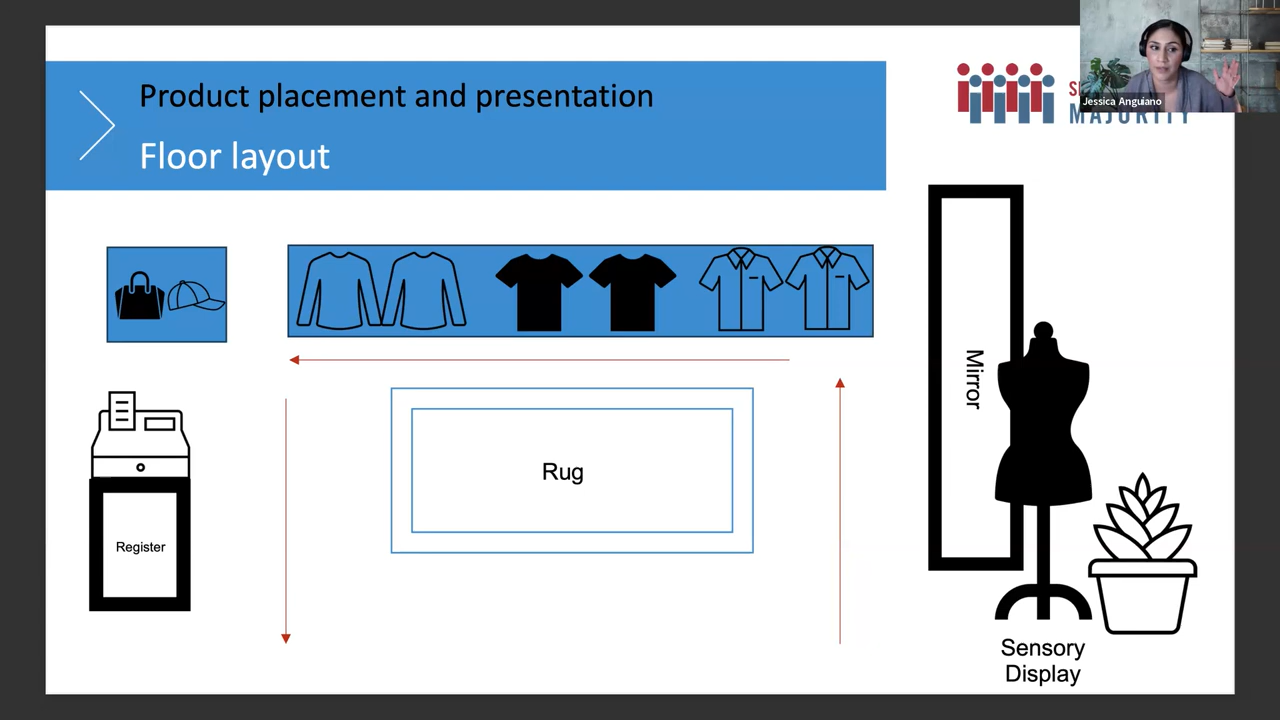 Product placement and presentation
Floor layout
Jessica Anguiano
MAJORITY
Mirror
Rug
Register
Sensory
Display